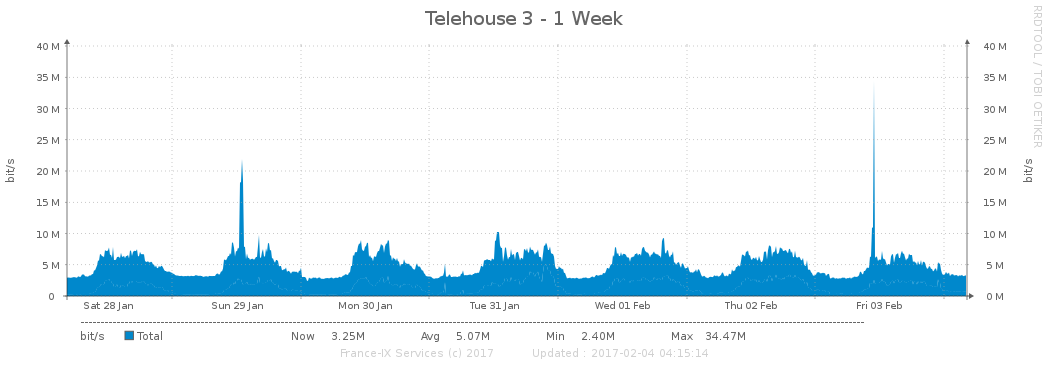 Telehouse 3 - 1 Week
RRDTOOL / TOBI OETIKER
bit/s
40 M
35 M
30 M
25 M
20 M
15 M
10 M
5 M
0
40 M
35 M
30 M
25 M
20 M
15 M
10 M
5 M
0 M
bit/s
Sat 28 Jan Sun 29 Jan Mon 30 Jan Tue 31 Jan Wed 01 Feb Thu 02 Feb Fri 03 Feb
bit/s Total Now 3.25M Avg 5.07M Min 2.40M Max 34.47M
France-IX Services (c) 2017 Updated : 2017-02-04 04:15:14